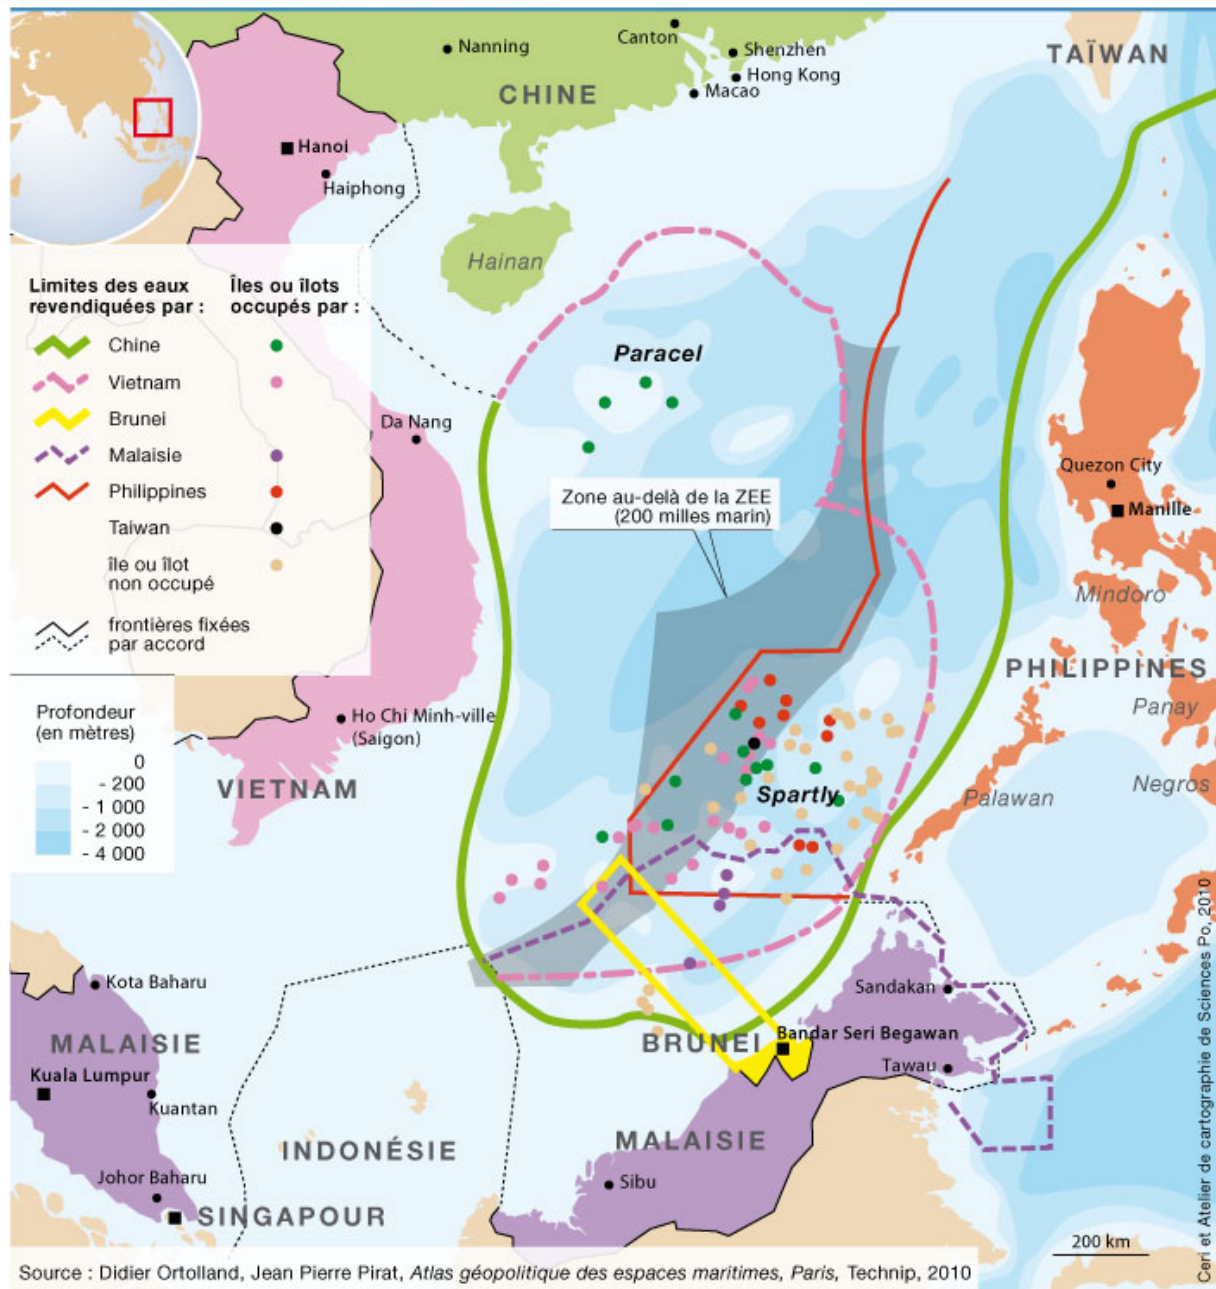 TAÏWAN
Canton
Nanning
Shenzhen
Hong Kong
CHINE
Macao
Hanoi
Haiphong
Hainan
Limites des eaux
revendiquées par :
Îles ou îlots
occupés par :
Chine
Vietnam
Brunei
Malaisie
Philippines
Taiwan
île ou îlot
non occupé
frontières fixées
par accord
Paracel
Da Nang
Zone au-delà de la ZEE
(200 milles marin)
Quezon City
Manille
Mindoro
PHILIPPINES
Panay
Negros
Palawan
Profondeur
(en mètres)
0
- 200
- 1 000
- 2 000
- 4 000
Ho Chi Minh-ville
(Saigon)
VIETNAM
Spartly
Kota Baharu
MALAISIE
Kuala Lumpur
Kuantan
Johor Baharu
SINGAPOUR
INDONÉSIE
Sandakan
BRUNEI
Bandar Seri Begawan
Tawau
MALAISIE
Sibu
200 km
Ceri et Atelier de cartographie de Sciences Po, 2010
Source : Didier Ortolland, Jean Pierre Pirat, Atlas géopolitique des espaces maritimes, Paris, Technip, 2010